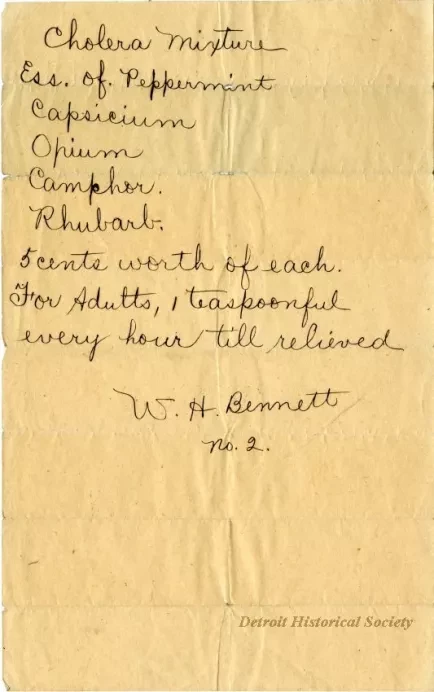 Cholera Mixture
Ess. of. Peppermint
Capsicium
Opium
Camphor.
Rhubarb.
5 cents worth of each.
For Adutts, 1 teaspoonful
every hour till relieved
W. H. Bennett
No. 2.
Detroit Historical Society